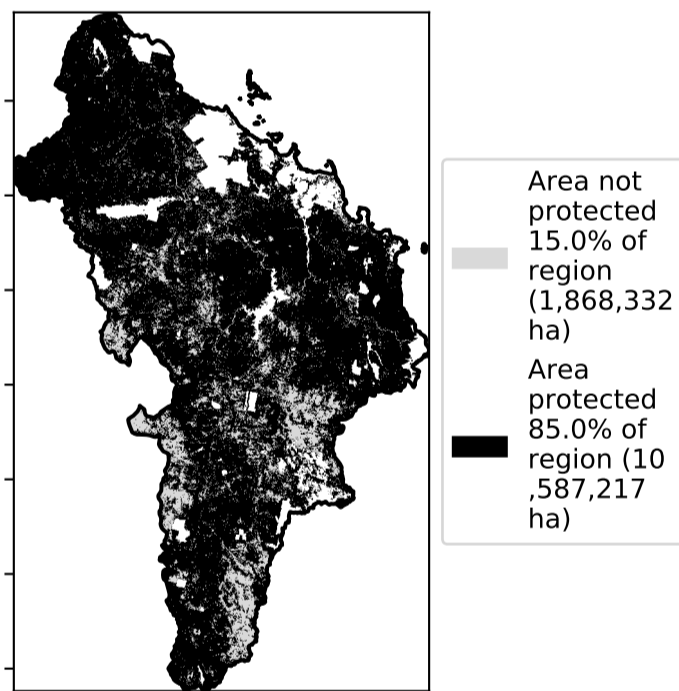 Area not
protected
15.0% of
region
(1,868,332
ha)
Area
protected
85.0% of
region (10
,587,217
ha)